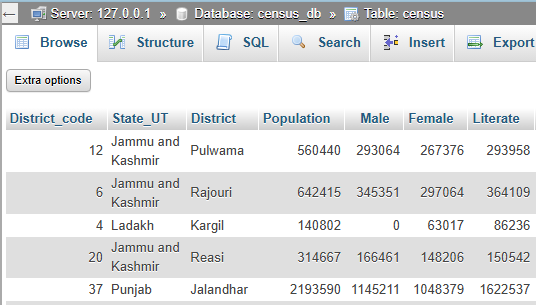 ← Server: 127.0.0.1 » Database: census_db » Table: census
Browse Structure SQL Search Insert Export
Extra options
District_code State_UT District Population Male Female Literate
12 Jammu and Kashmir Pulwama 560440 293064 267376 293958
6 Jammu and Kashmir Rajouri 642415 345351 297064 364109
4 Ladakh Kargil 140802 0 63017 86236
20 Jammu and Kashmir Reasi 314667 166461 148206 150542
37 Punjab Jalandhar 2193590 1145211 1048379 1622537